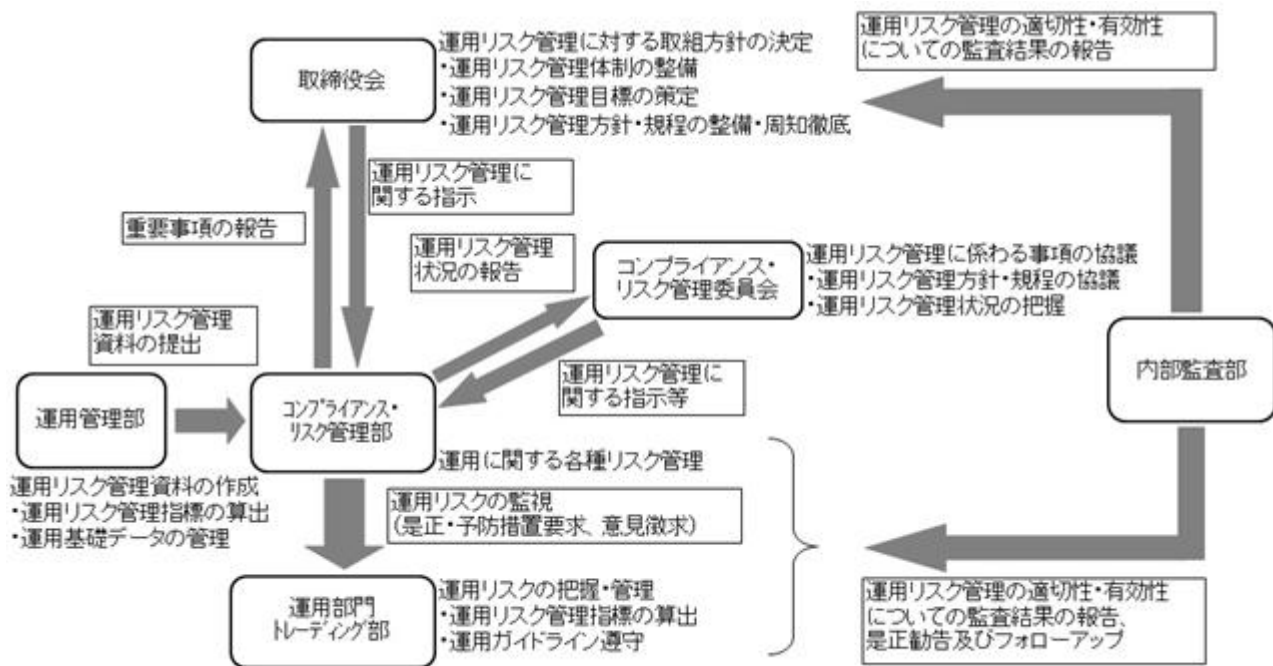 取締役会
運用リスク管理に対する取組方針の決定
・運用リスク管理体制の整備
・運用リスク管理目標の策定
・運用リスク管理方針・規程の整備・周知徹底
運用リスク管理の適切性・有効性
についての監査結果の報告
運用リスク管理に
関する指示
重要事項の報告
運用リスク管理
状況の報告
コンプライアンス・
リスク管理委員会
運用リスク管理に係わる事項の協議
・運用リスク管理方針・規程の協議
・運用リスク管理状況の把握
運用リスク管理
資料の提出
運用リスク管理に
関する指示等
内部監査部
運用管理部
コンプライアンス・
リスク管理部
運用に関する各種リスク管理
運用リスク管理資料の作成
・運用リスク管理指標の算出
・運用基礎データの管理
運用リスクの監視
(是正・予防措置要求、意見徴求)
運用部門
トレーディング部
運用リスクの把握・管理
・運用リスク管理指標の算出
・運用ガイドライン遵守
運用リスク管理の適切性・有効性
についての監査結果の報告、
是正勧告及びフォローアップ